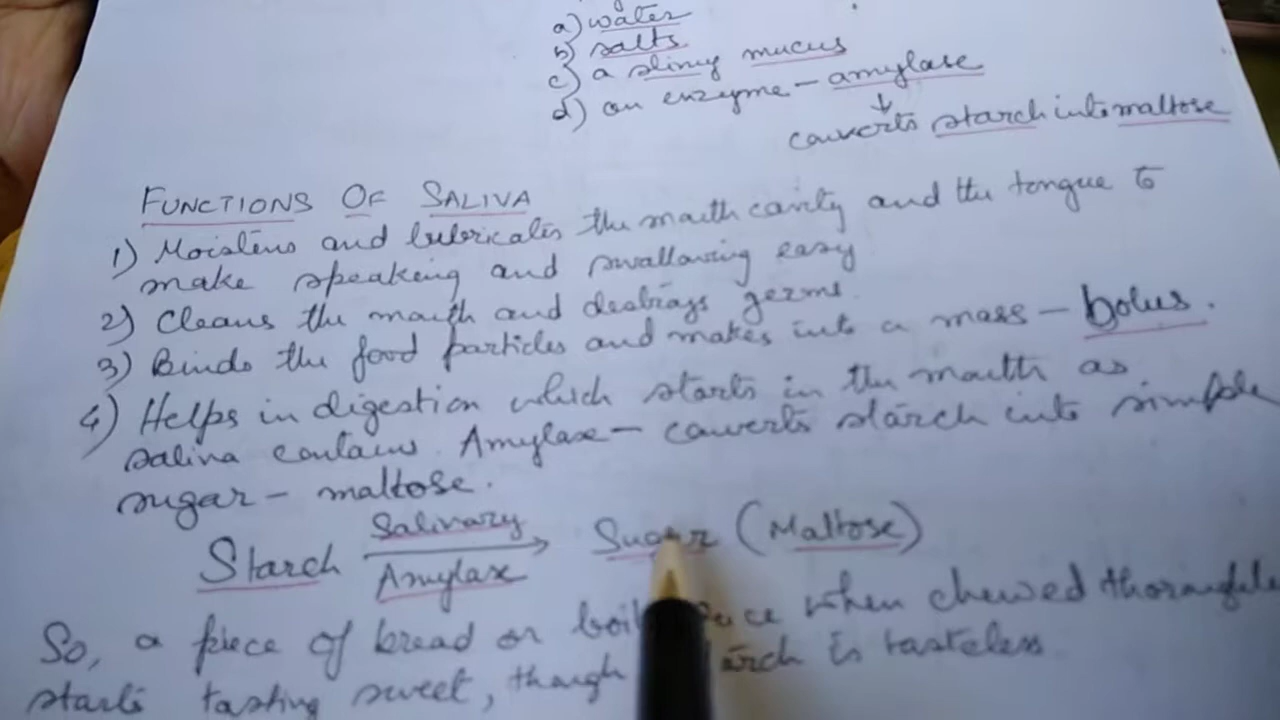 a) water
b) salts
c) a slimy mucus
d) an enzyme - amylase
↓
converts starch into maltose
FUNCTIONS OF SALIVA
1) Moistens and lubricates the mouth cavity and the tongue to
make speaking and swallowing easy
2) Cleans the mouth and destroys germs.
3) Binds the food particles and makes into a mass - bolus.
4) Helps in digestion which starts in the mouth as
saliva contains Amylase - converts starch into simple
sugar - maltose.
Starch Salivary Amylase → Sugar (Maltose)
So, a piece of bread or when chewed
starts tasting sweet, though is tasteless.